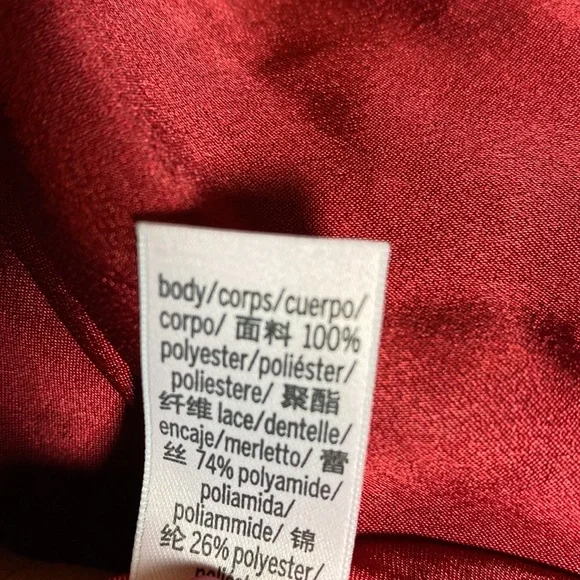 body/corps/cuerpo/
corpo/ 面料 100%
polyester/poliéster/
poliestere/ 聚酯
纤维 lace/dentelle/
encaje/merletto/ 蕾
丝 74% polyamide/
poliamida/
poliammide/ 锦
纶 26% polyester/
poliéster/